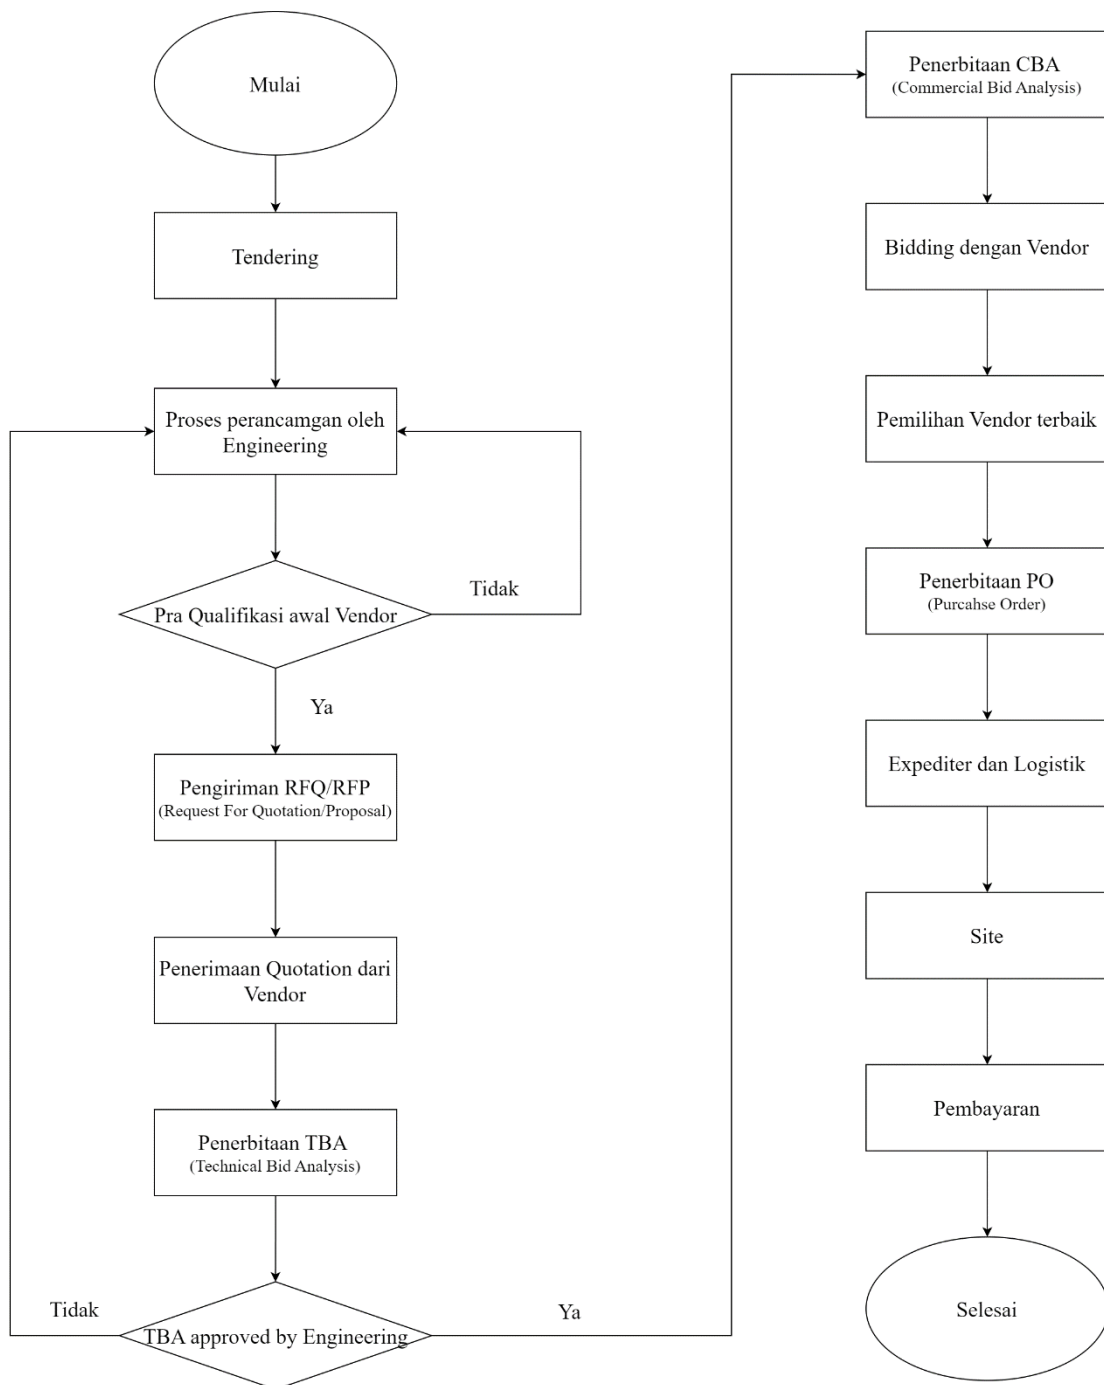 Mulai
Tendering
Proses perancamgan oleh
Engineering
Tidak
Pra Qualifikasi awal Vendor
Ya
Pengiriman RFQ/RFP
(Request For Quotation/Proposal)
Penerimaan Quotation dari
Vendor
Penerbitaan TBA
(Technical Bid Analysis)
Tidak
TBA approved by Engineering
Ya
Penerbitaan CBA
(Commercial Bid Analysis)
Bidding dengan Vendor
Pemilihan Vendor terbaik
Penerbitaan PO
(Purcahse Order)
Expediter dan Logistik
Site
Pembayaran
Selesai